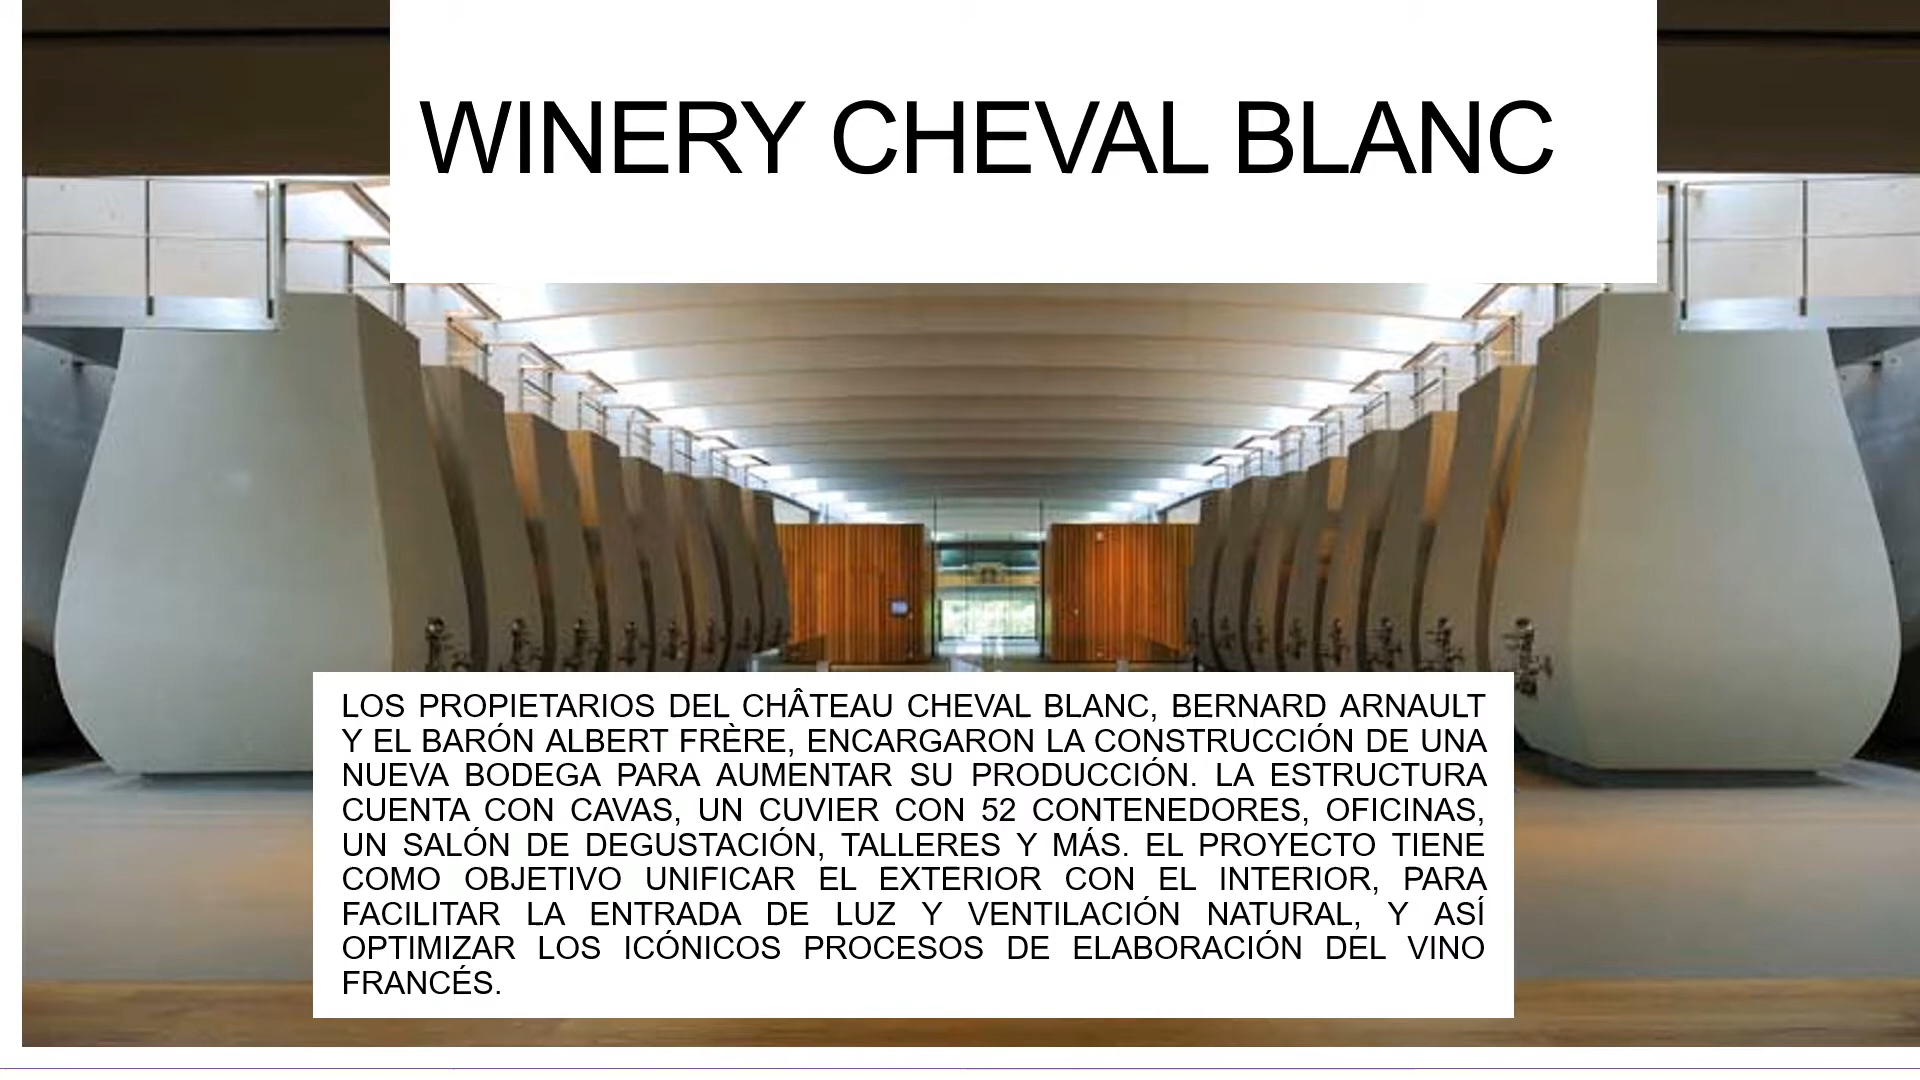 WINERY CHEVAL BLANC
LOS PROPIETARIOS DEL CHÂTEAU CHEVAL BLANC, BERNARD ARNAULT
Y EL BARÓN ALBERT FRÈRE, ENCARGARON LA CONSTRUCCIÓN DE UNA
NUEVA BODEGA PARA AUMENTAR SU PRODUCCIÓN. LA ESTRUCTURA
CUENTA CON CAVAS, UN CUVIER CON 52 CONTENEDORES, OFICINAS,
UN SALÓN DE DEGUSTACIÓN, TALLERES Y MÁS. EL PROYECTO TIENE
COMO OBJETIVO UNIFICAR EL EXTERIOR CON EL INTERIOR, PARA
FACILITAR LA ENTRADA DE LUZ Y VENTILACIÓN NATURAL, Y ASÍ
OPTIMIZAR LOS ICÓNICOS PROCESOS DE ELABORACIÓN DEL VINO
FRANCÉS.